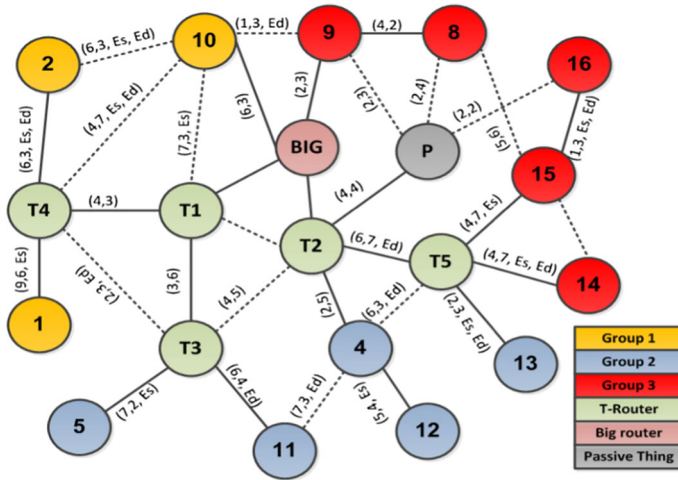 (1,3, Ed)
(4,2)
9
8
10
(6,3, Es, Ed)
2
16
(2,3)
(6,3)
(2,3)
(2,4)
(2,2)
(4,7, Es, Ed)
(7,3, Es)
(5,6)
(1,3, Es, Ed)
(6,3, Es, Ed)
BIG
P
15
(4,4)
(4,3)
(4,7, Es)
T4
T1
T2
(6,7, Ed)
T5
(4,7, Es, Ed)
14
(9,6, Es)
(2,3, Ed)
(3,6)
(4,5)
(2,5)
(6,3, Ed)
(2,3, Es, Ed)
1
T3
4
13
Group 1
Group 2
(7,2, Es)
(6,4, Ed)
(7,3, Ed)
(5,4, Es)
Group 3
5
11
12
T-Router
Big router
Passive Thing